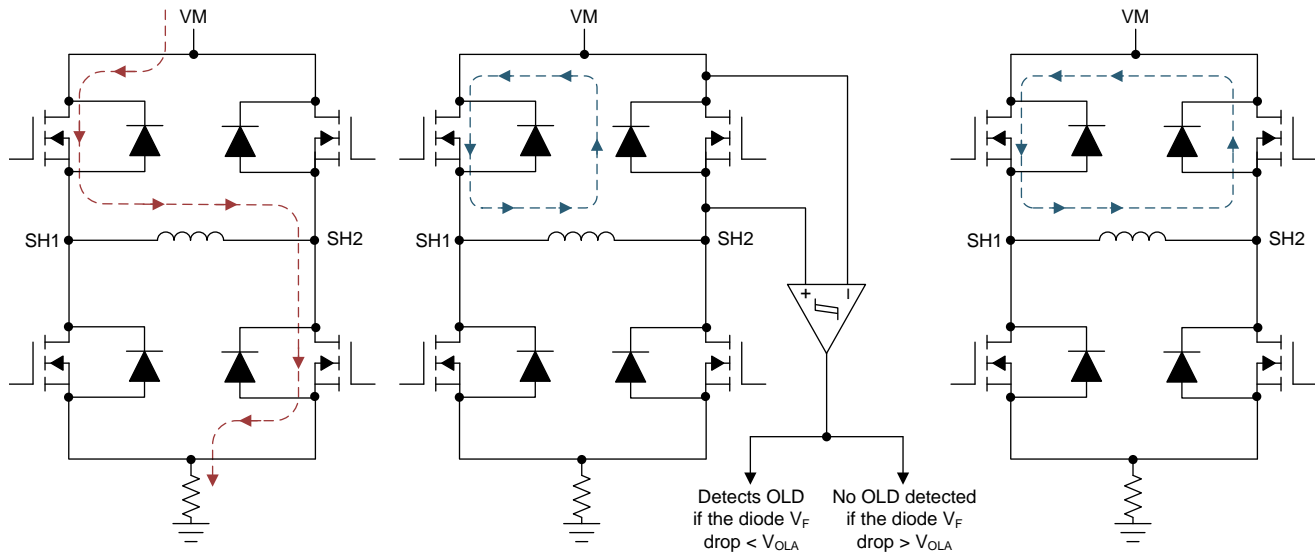 VM
SH1
SH2
VM
SH1
SH2
+
–
Detects OLD
if the diode VF
drop < VOLA
No OLD detected
if the diode VF
drop > VOLA
VM
SH1
SH2